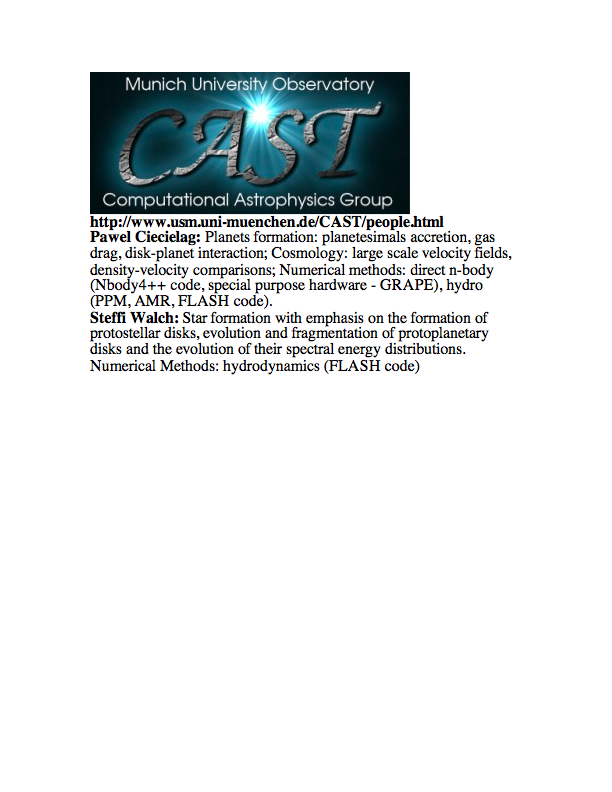 Munich University Observatory
CAST
Computational Astrophysics Group
http://www.usm.uni-muenchen.de/CAST/people.html
Pawel Ciecielag: Planets formation: planetesimals accretion, gas
drag, disk-planet interaction; Cosmology: large scale velocity fields,
density-velocity comparisons; Numerical methods: direct n-body
(Nbody4++ code, special purpose hardware - GRAPE), hydro
(PPM, AMR, FLASH code).
Steffi Walch: Star formation with emphasis on the formation of
protostellar disks, evolution and fragmentation of protoplanetary
disks and the evolution of their spectral energy distributions.
Numerical Methods: hydrodynamics (FLASH code)